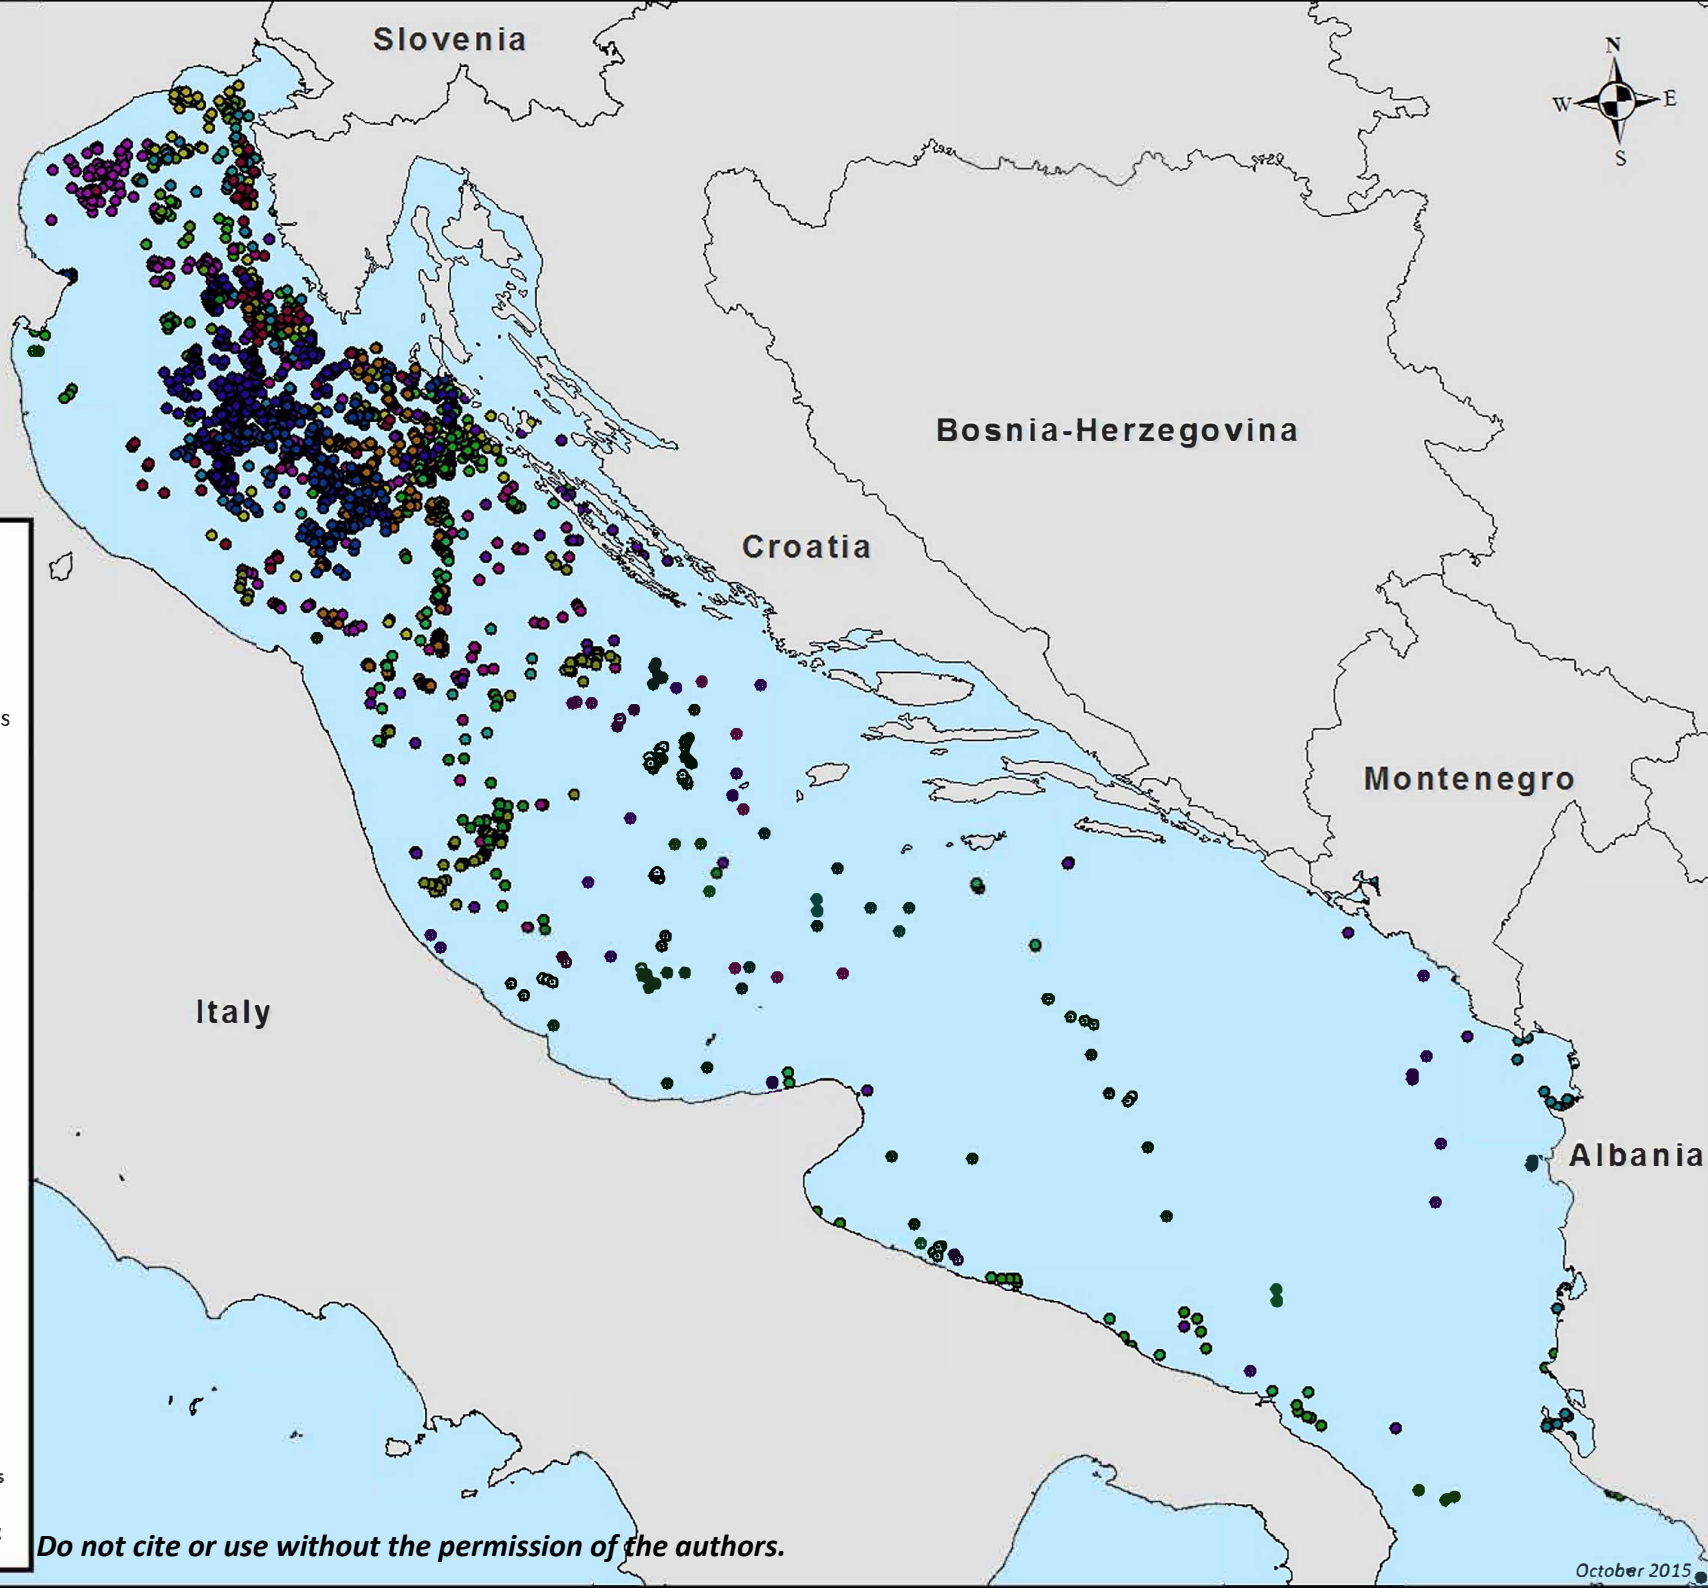 Slovenia
N
W
E
S
Bosnia-Herzegovina
Croatia
s
Montenegro
Italy
Albania
s
Do not cite or use without the permission of the authors.
October 2015